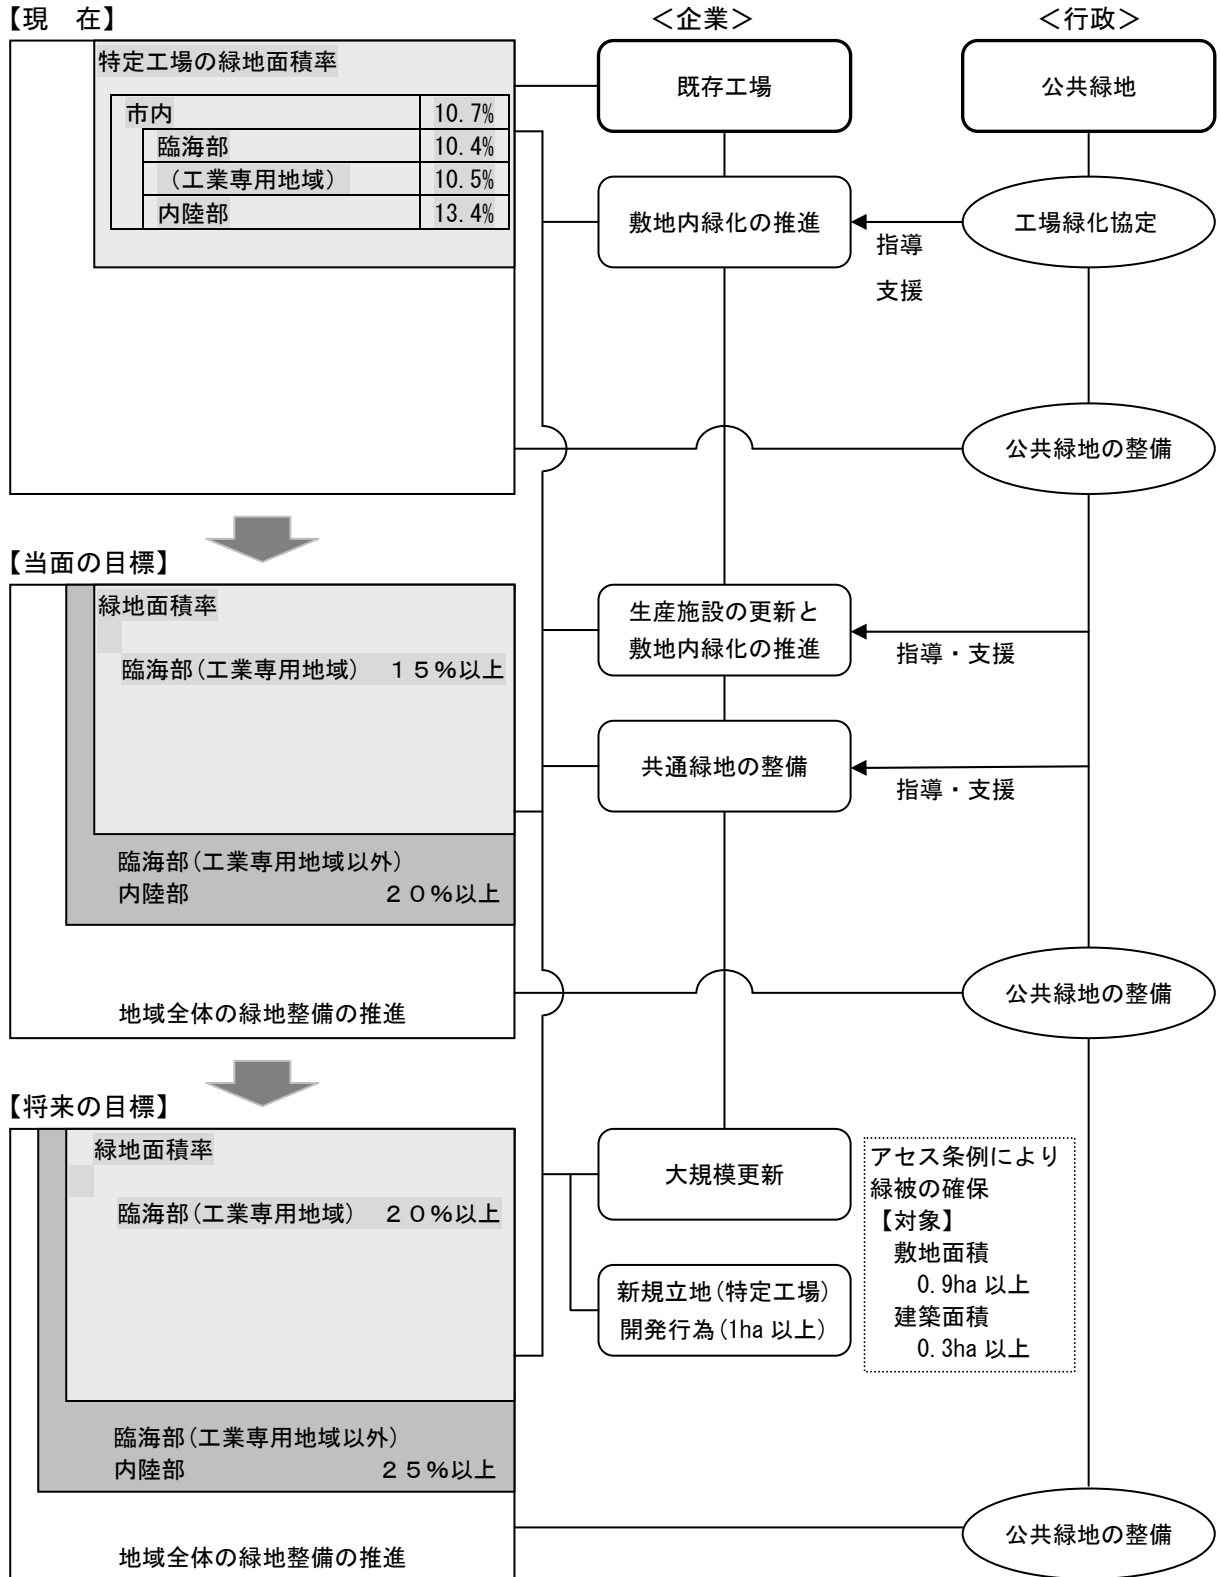 【現　在】
＜企業＞
＜行政＞
特定工場の緑地面積率
市内 10.7%
臨海部 10.4%
（工業専用地域） 10.5%
内陸部 13.4%
既存工場
公共緑地
敷地内緑化の推進
指導
支援
工場緑化協定
公共緑地の整備
【当面の目標】
緑地面積率
臨海部(工業専用地域)　１５%以上
臨海部(工業専用地域以外)
内陸部　２０%以上
地域全体の緑地整備の推進
生産施設の更新と
敷地内緑化の推進
指導・支援
共通緑地の整備
指導・支援
公共緑地の整備
【将来の目標】
緑地面積率
臨海部(工業専用地域)　２０%以上
臨海部(工業専用地域以外)
内陸部　２５%以上
地域全体の緑地整備の推進
大規模更新
新規立地(特定工場)
開発行為(1ha 以上)
アセス条例により
緑被の確保
【対象】
敷地面積
0.9ha 以上
建築面積
0.3ha 以上
公共緑地の整備